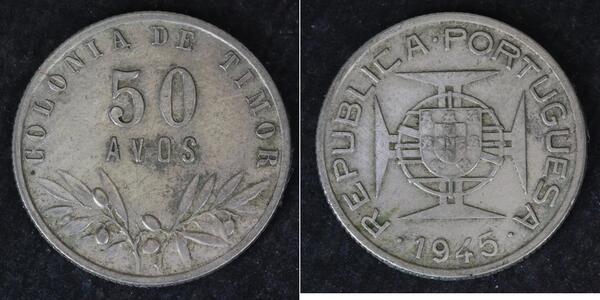 COLONIA DE TIMOR
50
AVOS
REPUBLICA·PORTUGUESA
·1945·